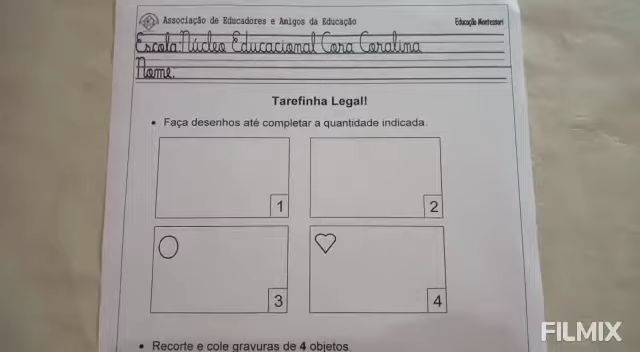 Associação de Educadores e Amigos da Educação
Educação Montessori
Escola: Núcleo Educacional Cora Coralina
Nome:
Tarefinha Legal!
• Faça desenhos até completar a quantidade indicada.
1
2
3
4
• Recorte e cole gravuras de 4 objetos.
FILMIX